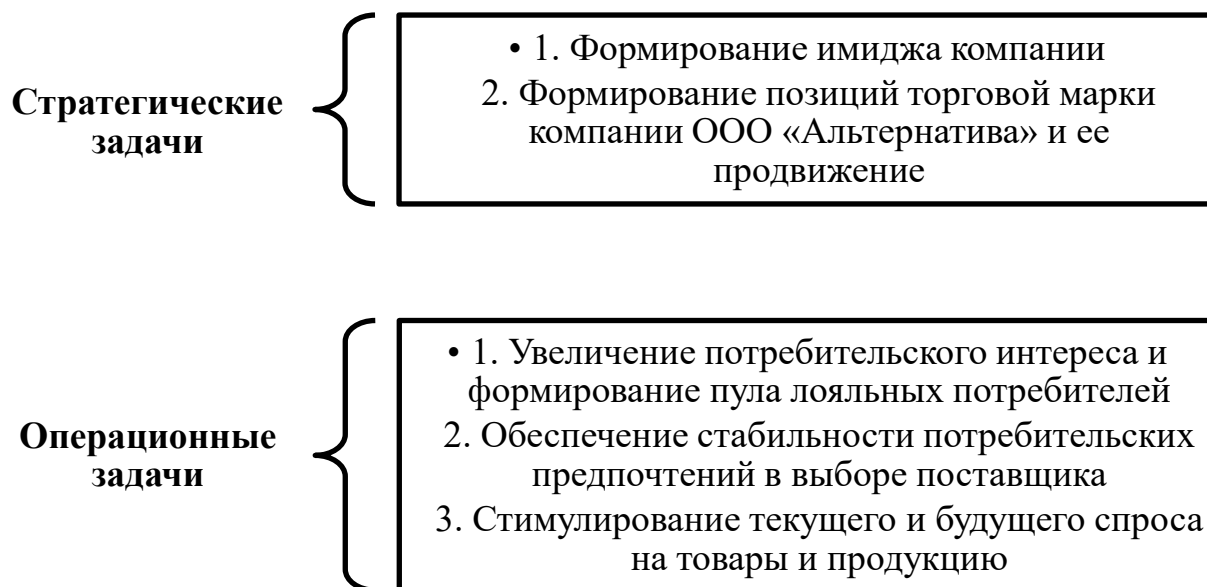 Стратегические
задачи
• 1. Формирование имиджа компании
2. Формирование позиций торговой марки
компании ООО «Альтернатива» и ее
продвижение
Операционные
задачи
• 1. Увеличение потребительского интереса и
формирование пула лояльных потребителей
2. Обеспечение стабильности потребительских
предпочтений в выборе поставщика
3. Стимулирование текущего и будущего спроса
на товары и продукцию